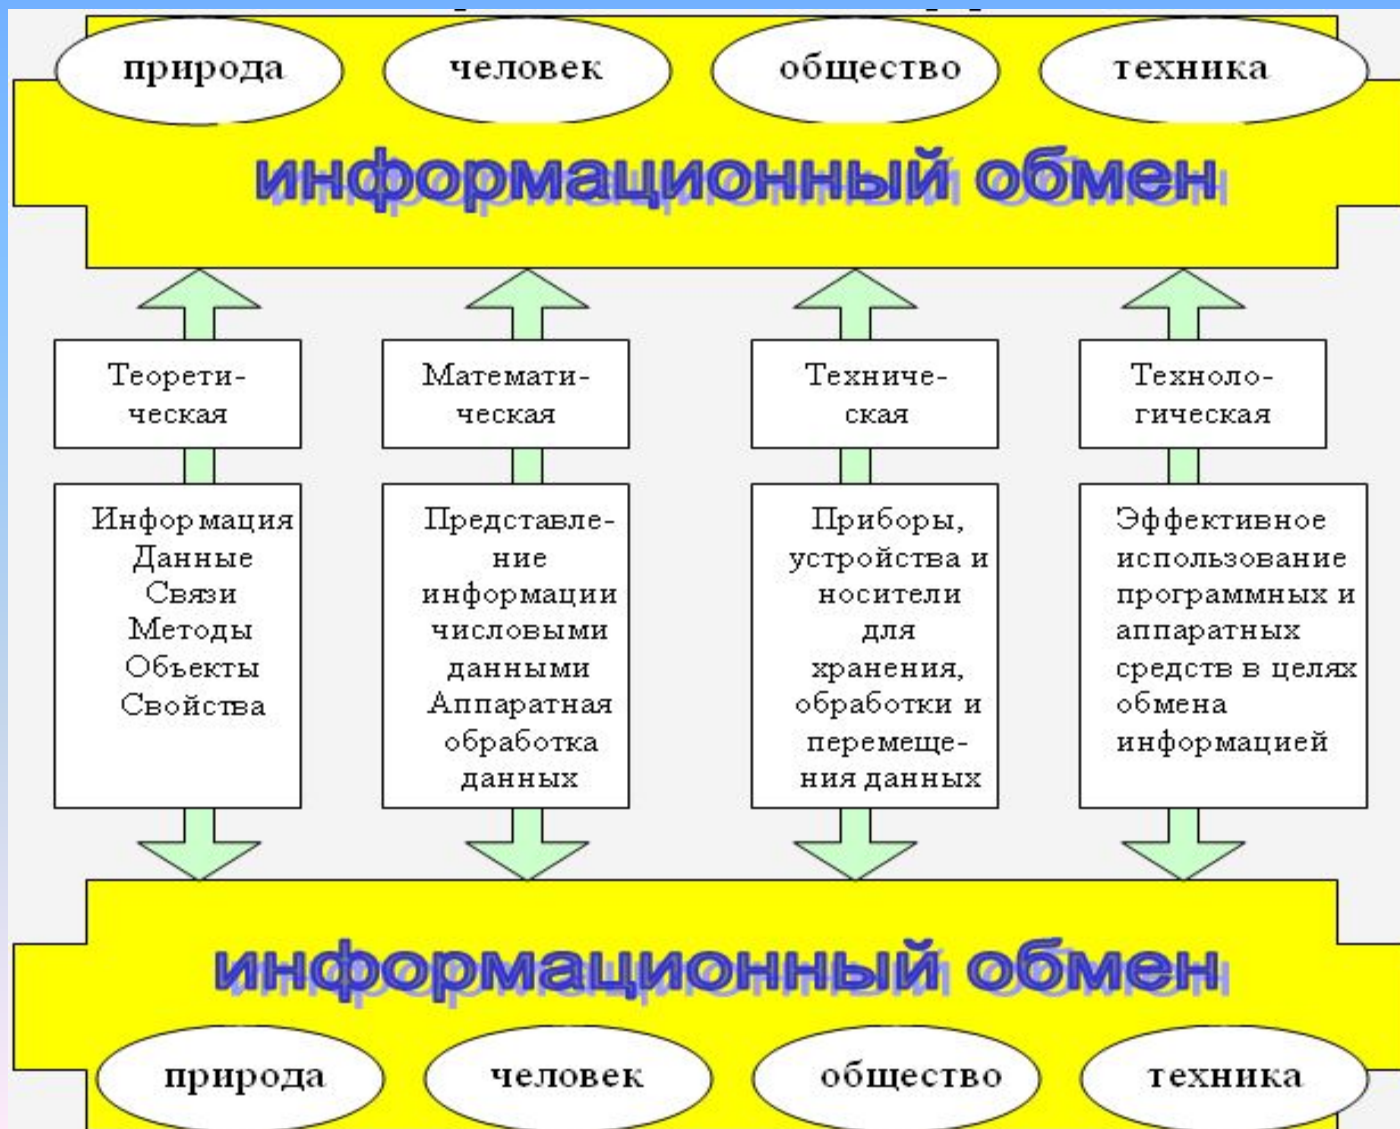 природа человек общество техника
информационный обмен
Теорети-
ческая
Математи-
ческая
Техниче-
ская
Техноло-
гическая
Информация
Данные
Связи
Методы
Объекты
Свойства
Представле-
ние
информации
числовыми
данными
Аппаратная
обработка
данных
Приборы,
устройства и
носители
для
хранения,
обработки и
перемеще-
ния данных
Эффективное
использование
программных и
аппаратных
средств в целях
обмена
информацией
информационный обмен
природа человек общество техника